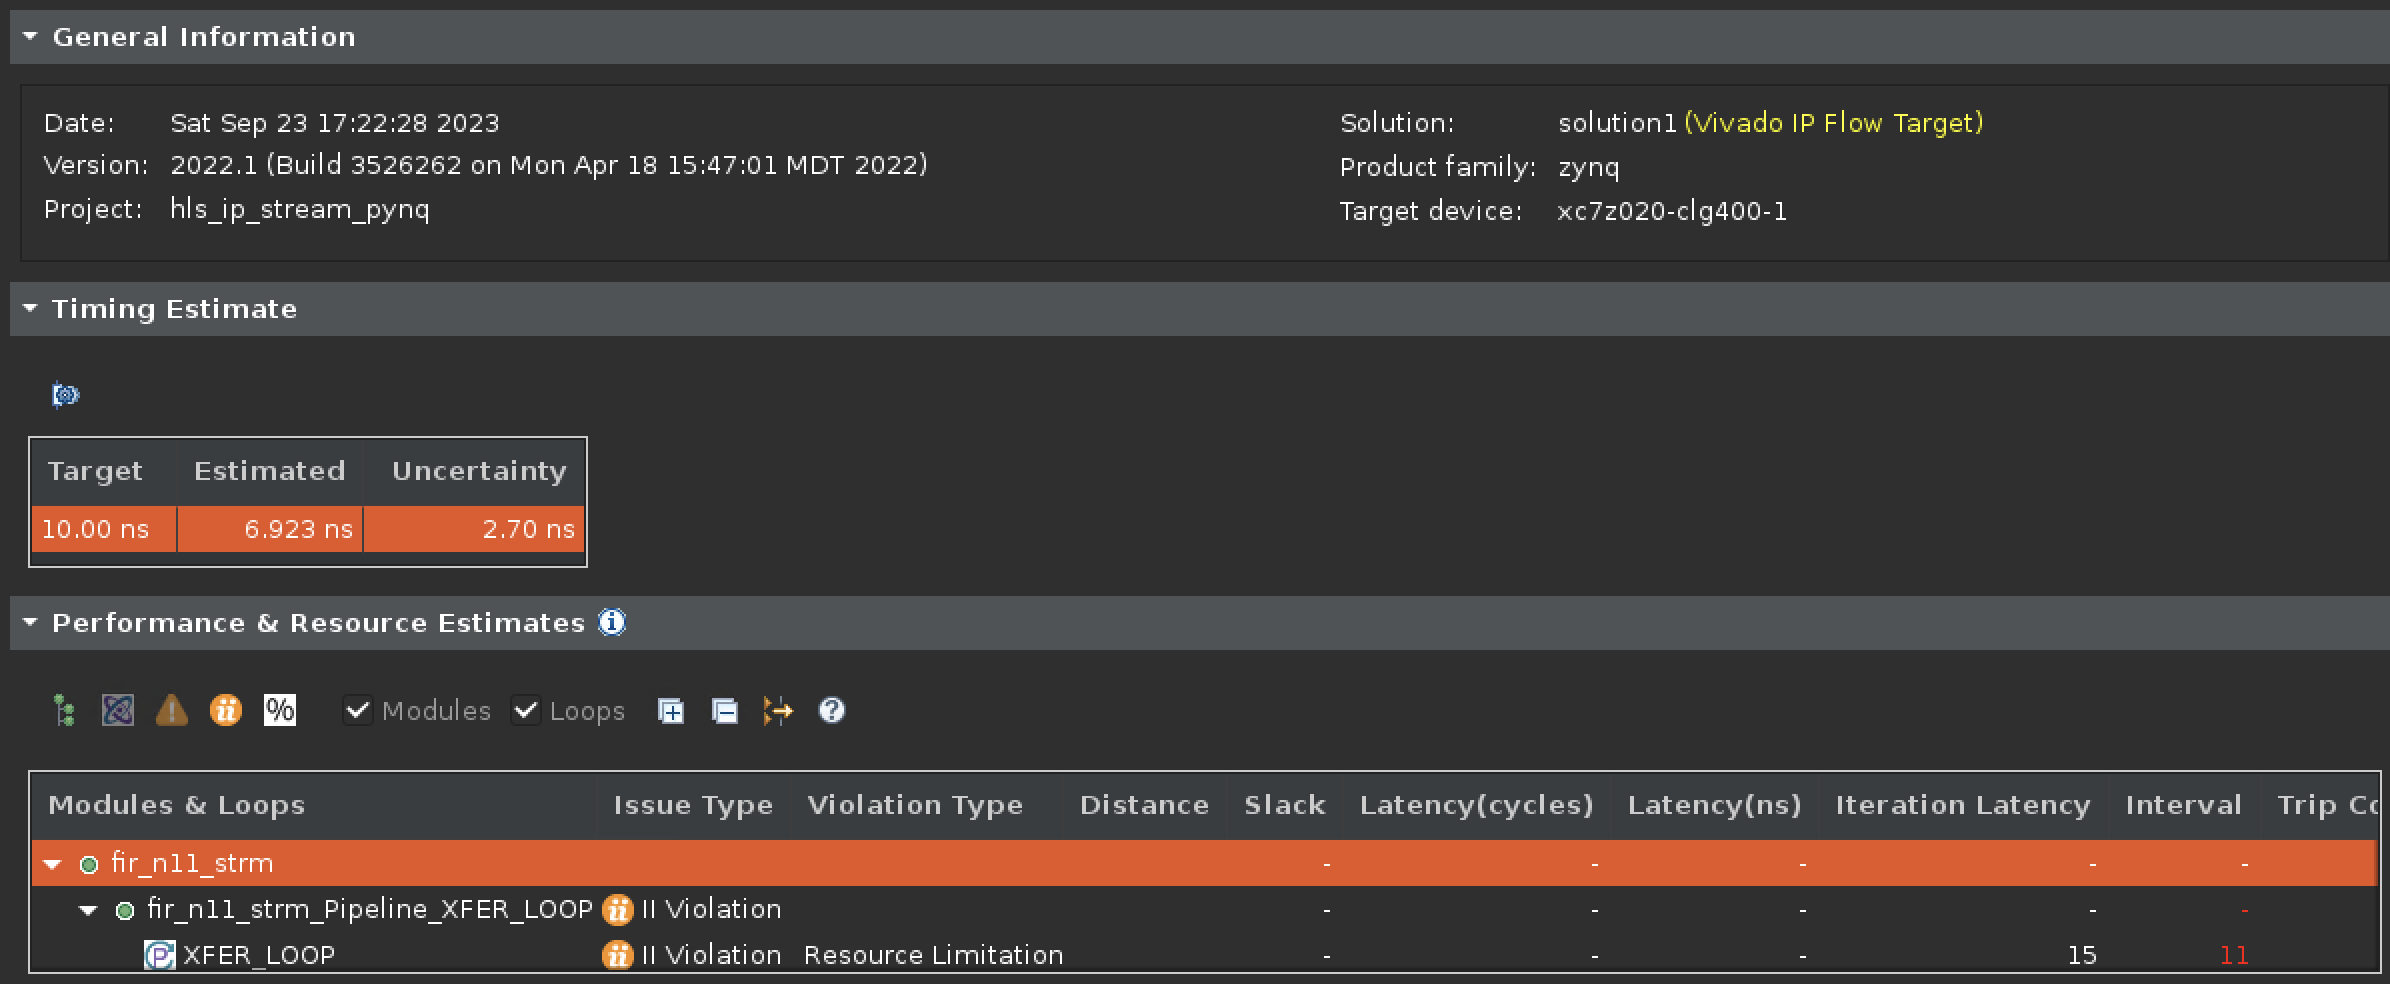 General Information
Date: Sat Sep 23 17:22:28 2023 Solution: solution1 (Vivado IP Flow Target)
Version: 2022.1 (Build 3526262 on Mon Apr 18 15:47:01 MDT 2022) Product family: zynq
Project: hls_ip_stream_pynq Target device: xc7z020-clg400-1
Timing Estimate
Target Estimated Uncertainty
10.00 ns 6.923 ns 2.70 ns
Performance & Resource Estimates i
% Modules Loops
Modules & Loops Issue Type Violation Type Distance Slack Latency(cycles) Latency(ns) Iteration Latency Interval Trip
fir_n11_strm - - - - -
fir_n11_strm_Pipeline_XFER_LOOP II Violation - - - - -
XFER_LOOP II Violation Resource Limitation - - - 15 11